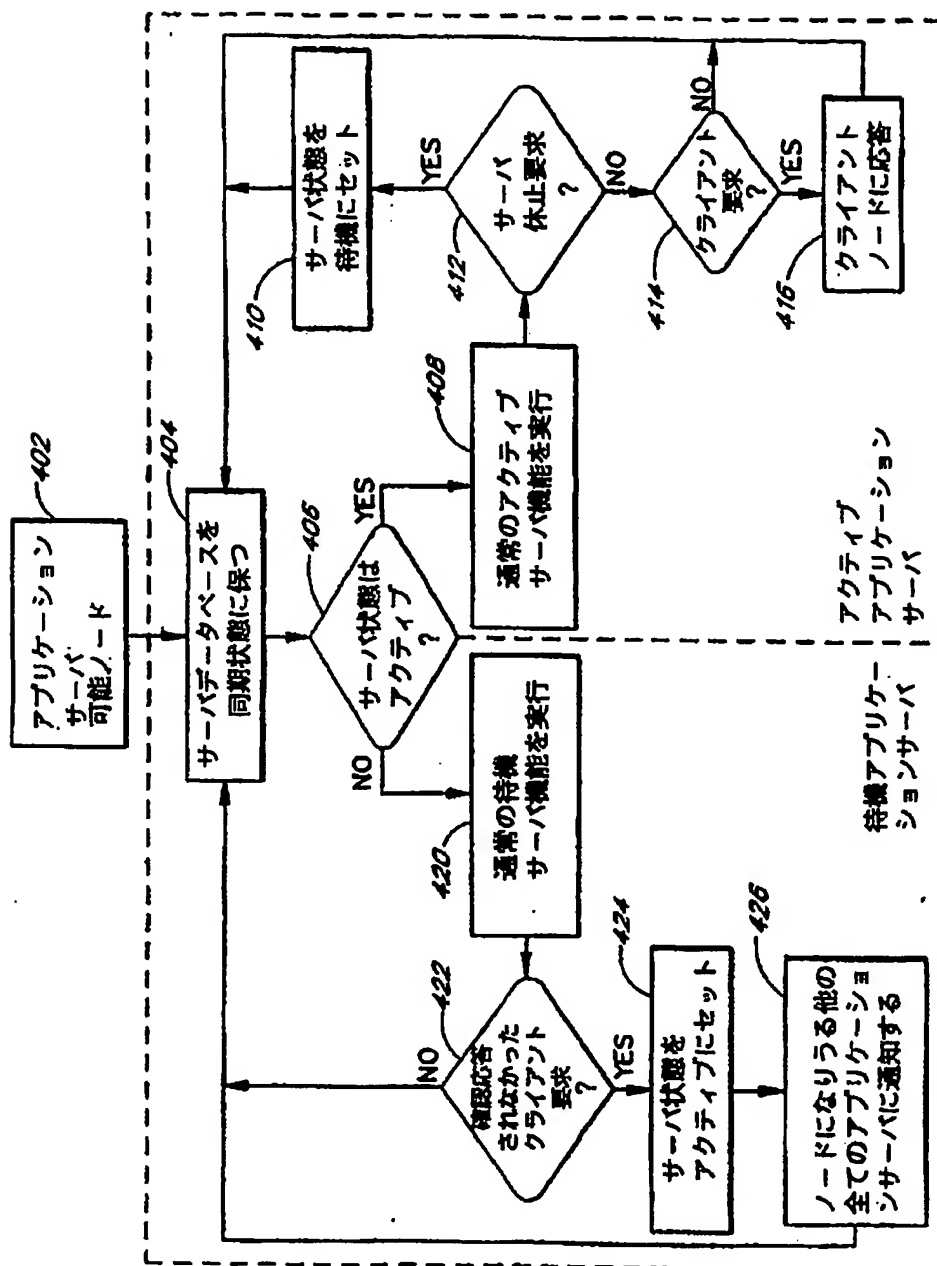 402
アプリケーション
サーバ
可能ノード
404
サーバデータベースを
同期状態に保つ
406
サーバ状態は
アクティブ
?
YES
NO
408
通常のアクティブ
サーバ機能を実行
410
サーバ状態を
待機にセット
412
サーバ
休止要求
?
YES
NO
414
クライアント
要求
?
NO
YES
416
クライアント
ノードに応答
アクティブ
アプリケーション
サーバ
420
通常の待機
サーバ機能を実行
422
確認応答
されなかった
クライアント
要求
?
NO
YES
424
サーバ状態を
アクティブにセット
426
ノードになりうる他の
全てのアプリケーショ
ンサーバに通知する
待機アプリケー
ションサーバ